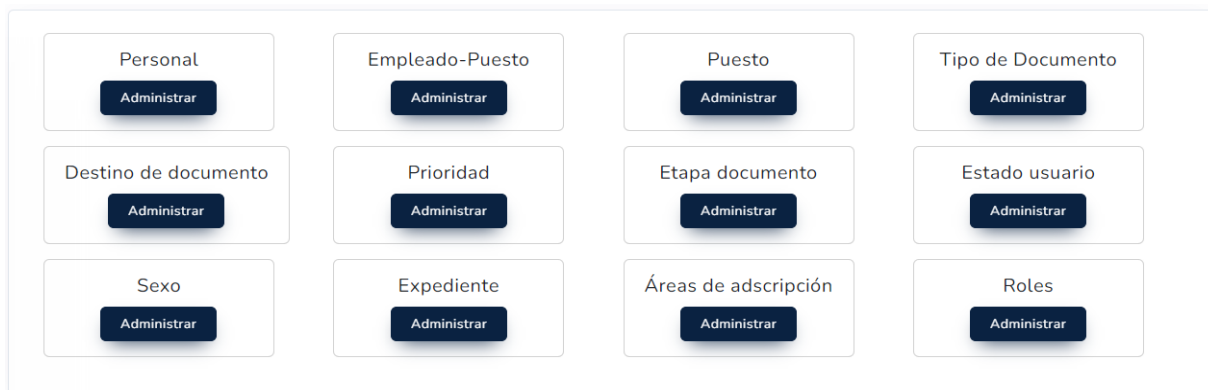 Personal
Administrar
Empleado-Puesto
Administrar
Puesto
Administrar
Tipo de Documento
Administrar
Destino de documento
Administrar
Prioridad
Administrar
Etapa documento
Administrar
Estado usuario
Administrar
Sexo
Administrar
Expediente
Administrar
Áreas de adscripción
Administrar
Roles
Administrar